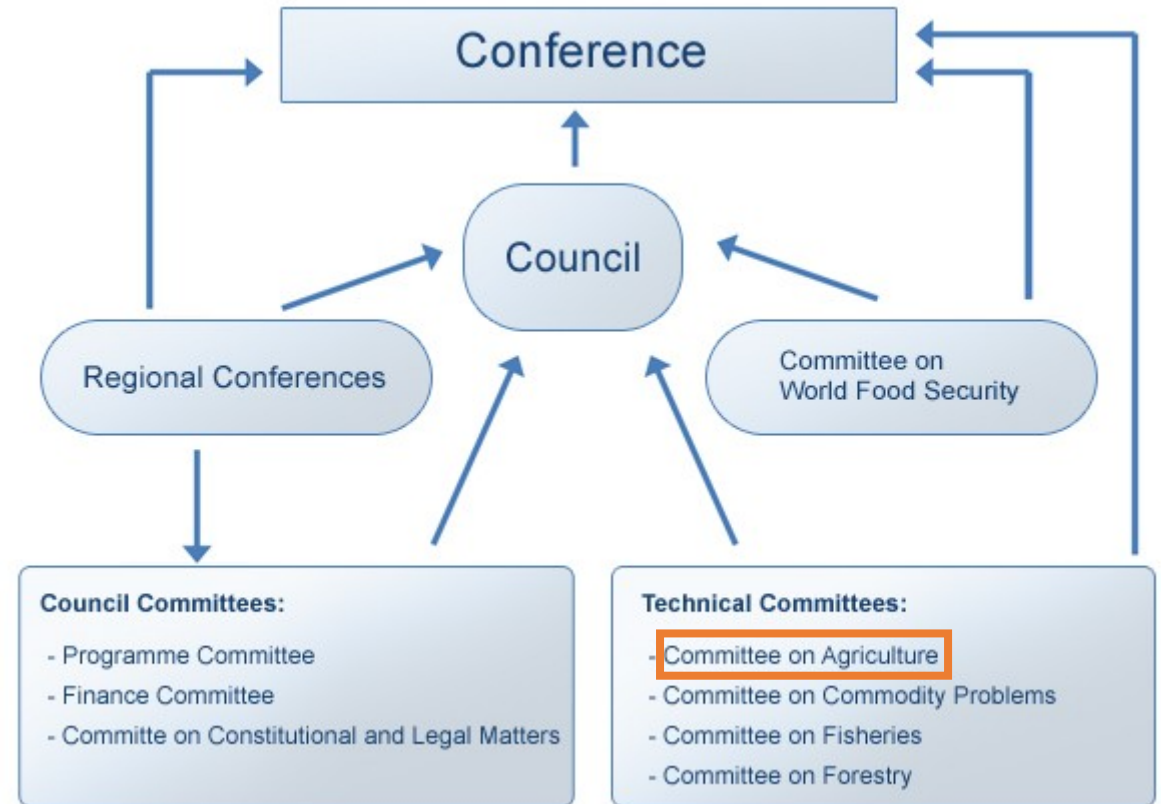 Conference
Council
Regional Conferences
Committee on
World Food Security
Council Committees:
- Programme Committee
- Finance Committee
- Committe on Constitutional and Legal Matters
Technical Committees:
- Committee on Agriculture
- Committee on Commodity Problems
- Committee on Fisheries
- Committee on Forestry